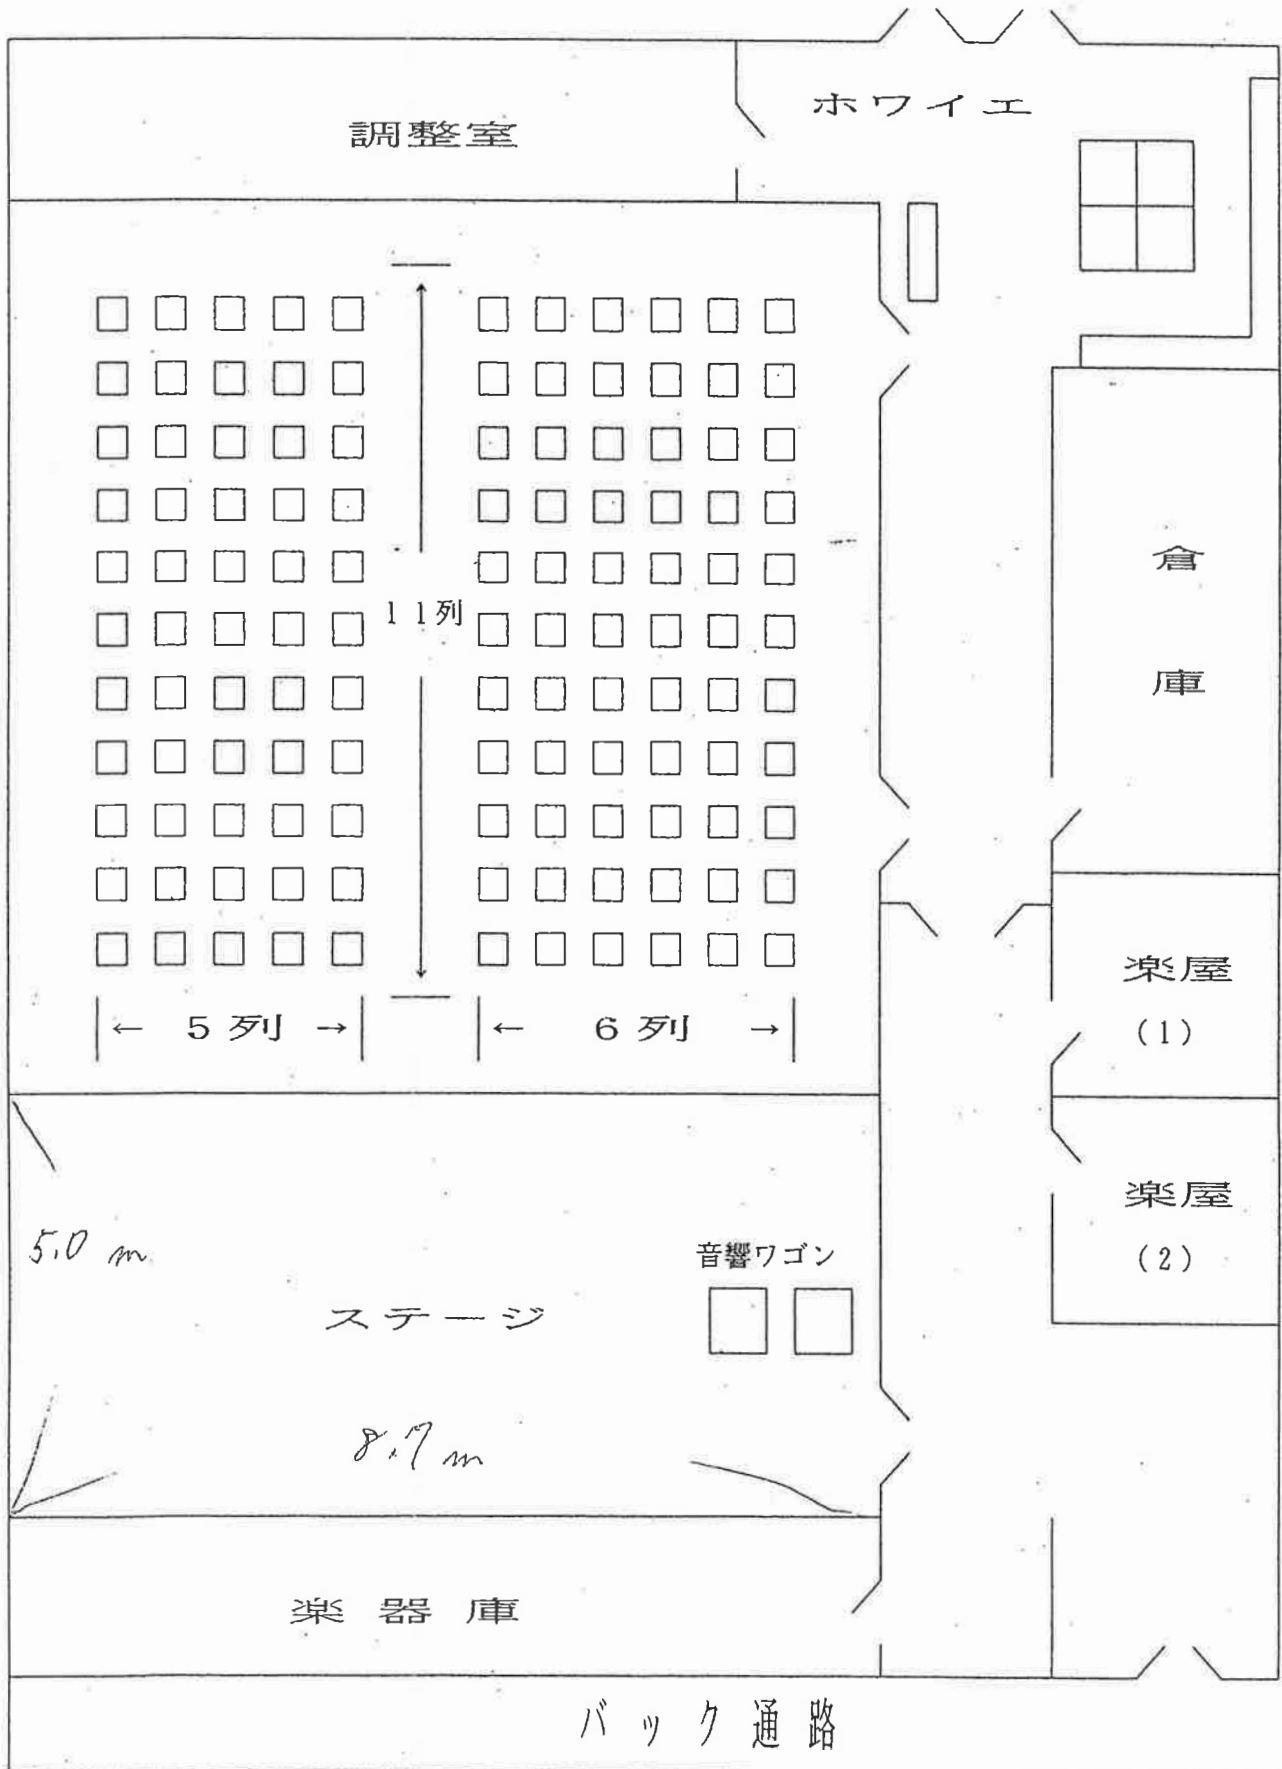 ホワイエ
調整室
11列
倉
庫
← 5列 →
← 6列 →
楽屋
(1)
楽屋
(2)
5.0 m
音響ワゴン
ステージ
8.7 m
楽器庫
バック通路